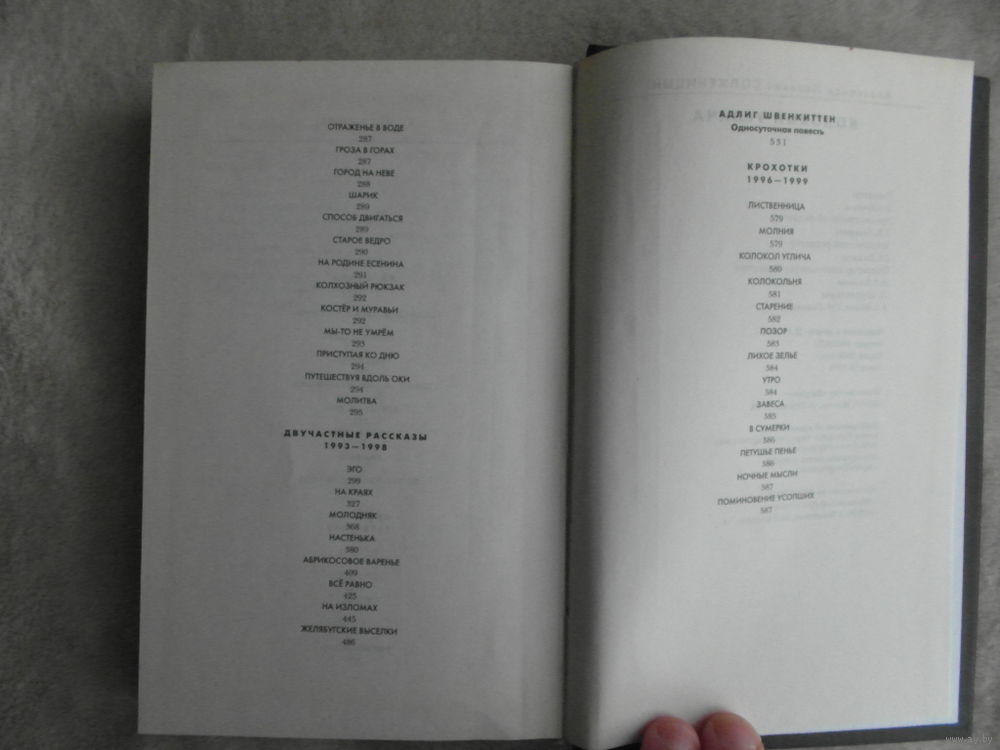 ОТРАЖЕНЬЕ В ВОДЕ
287
ГРОЗА В ГОРАХ
287
ГОРОД НА НЕВЕ
288
ШАРИК
289
СПОСОБ ДВИГАТЬСЯ
289
СТАРОЕ ВЕДРО
290
НА РОДИНЕ ЕСЕНИНА
291
КОЛХОЗНЫЙ РЮКЗАК
292
КОСТЁР И МУРАВЬИ
292
МЫ-ТО НЕ УМРЁМ
293
ПРИСТУПАЯ КО ДНЮ
294
ПУТЕШЕСТВУЯ ВДОЛЬ ОКИ
294
МОЛИТВА
295
ДВУЧАСТНЫЕ РАССКАЗЫ
1993—1998
ЭГО
299
НА КРАЯХ
327
МОЛОДНЯК
368
НАСТЕНЬКА
380
АБРИКОСОВОЕ ВАРЕНЬЕ
409
ВСЁ РАВНО
425
НА ИЗЛОМАХ
445
ЖЕЛЯБУГСКИЕ ВЫСЕЛКИ
486
АДЛИГ ШВЕНКИТТЕН
Односуточная повесть
551
КРОХОТКИ
1996—1999
ЛИСТВЕННИЦА
579
МОЛНИЯ
579
КОЛОКОЛ УГЛИЧА
580
КОЛОКОЛЬНЯ
581
СТАРЕНИЕ
582
ПОЗОР
583
ЛИХОЕ ЗЕЛЬЕ
584
УТРО
584
ЗАВЕСА
585
В СУМЕРКИ
586
ПЕТУШЬЕ ПЕНЬЕ
586
НОЧНЫЕ МЫСЛИ
587
ПОМИНОВЕНИЕ УСОПШИХ
587
www.ay.by